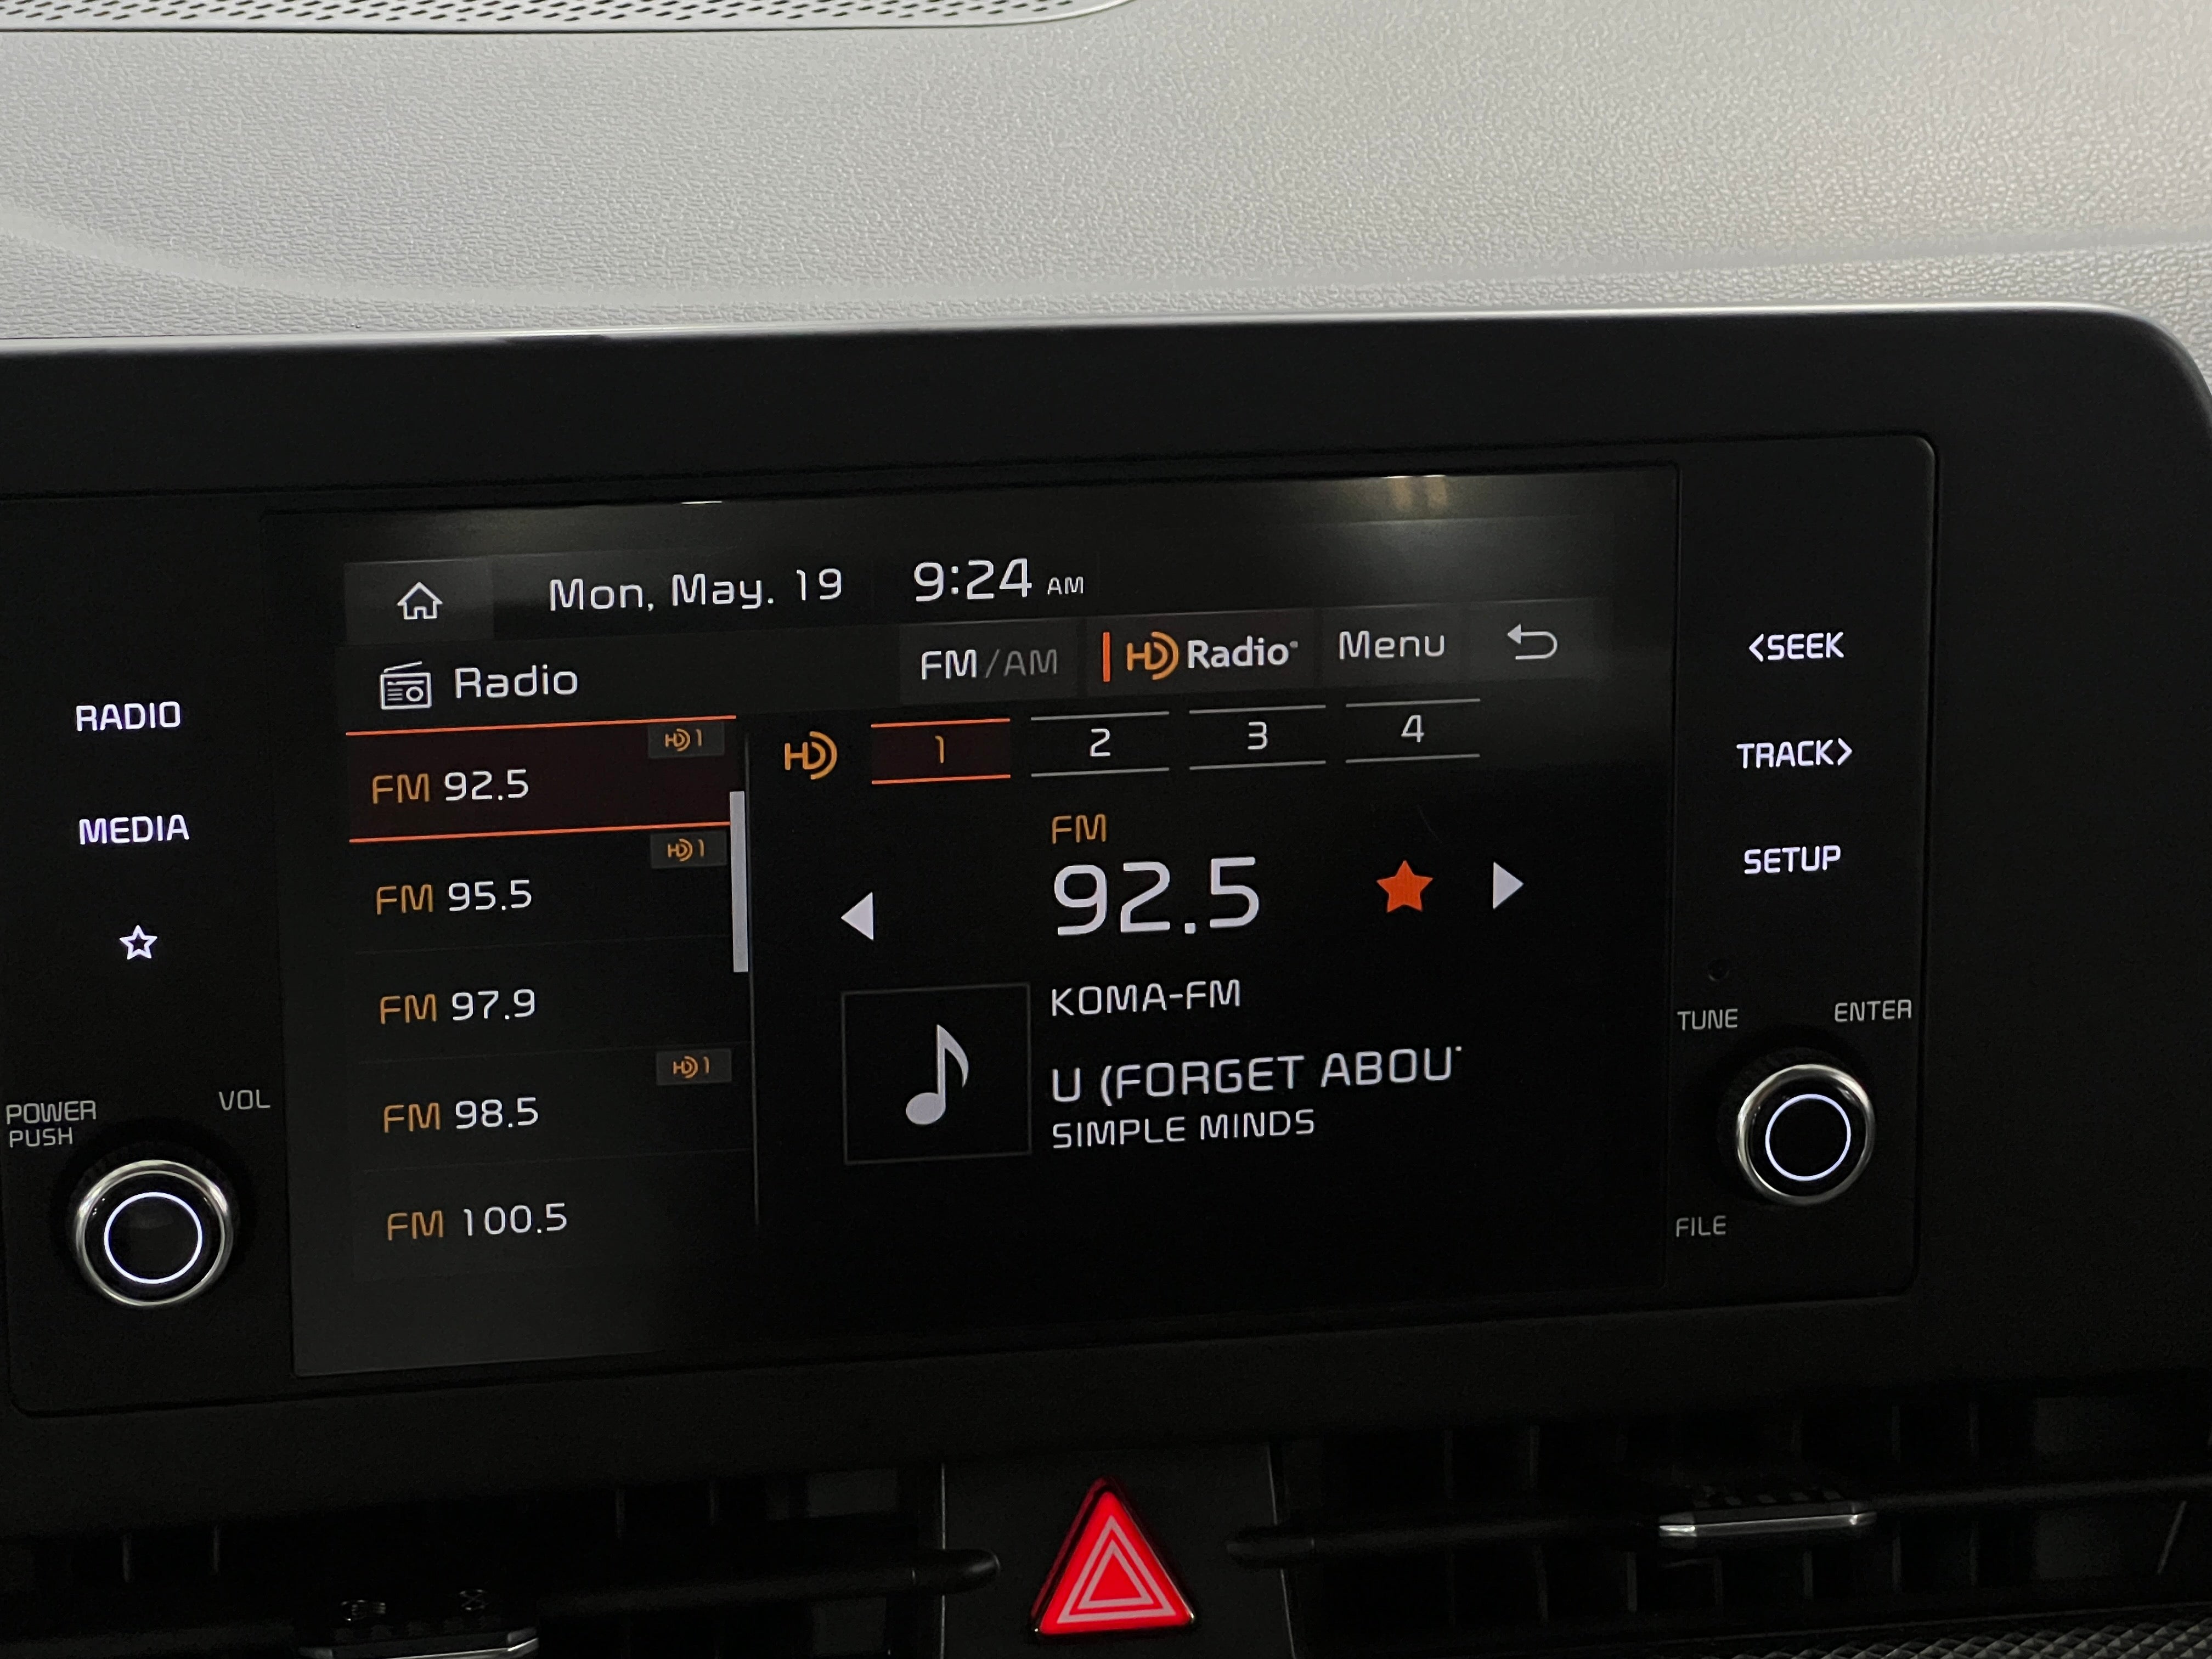 Mon, May. 19 9:24 AM
Radio FM/AM HD Radio Menu
RADIO
MEDIA
POWER
PUSH
VOL
FM 92.5 HD 1
FM 95.5 HD 1
FM 97.9
FM 98.5 HD 1
FM 100.5
HD 1 2 3 4
FM
92.5
KOMA-FM
U (FORGET ABOU
SIMPLE MINDS
<SEEK
TRACK>
SETUP
TUNE
ENTER
FILE